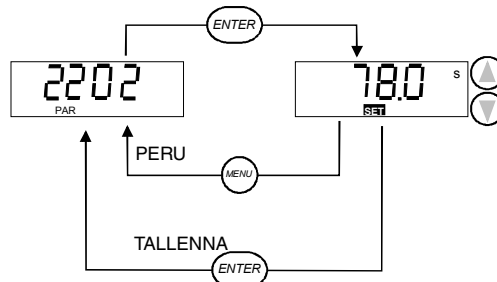 ENTER
2202
PAR
78.0 s
SET
PERU
MENU
TALLENNA
ENTER